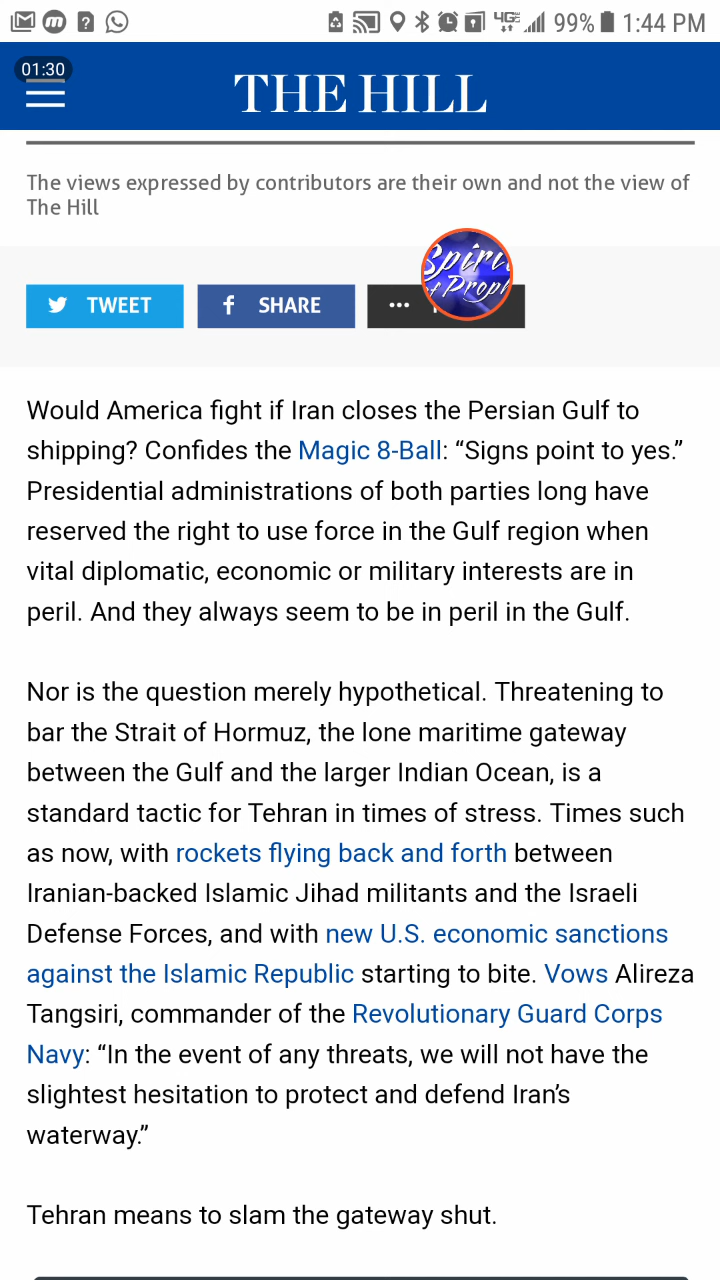 99% 1:44 PM
01:30
THE HILL
The views expressed by contributors are their own and not the view of
The Hill
TWEET
SHARE
Would America fight if Iran closes the Persian Gulf to
shipping? Confides the Magic 8-Ball: “Signs point to yes.”
Presidential administrations of both parties long have
reserved the right to use force in the Gulf region when
vital diplomatic, economic or military interests are in
peril. And they always seem to be in peril in the Gulf.
Nor is the question merely hypothetical. Threatening to
bar the Strait of Hormuz, the lone maritime gateway
between the Gulf and the larger Indian Ocean, is a
standard tactic for Tehran in times of stress. Times such
as now, with rockets flying back and forth between
Iranian-backed Islamic Jihad militants and the Israeli
Defense Forces, and with new U.S. economic sanctions
against the Islamic Republic starting to bite. Vows Alireza
Tangsiri, commander of the Revolutionary Guard Corps
Navy: “In the event of any threats, we will not have the
slightest hesitation to protect and defend Iran’s
waterway.”
Tehran means to slam the gateway shut.